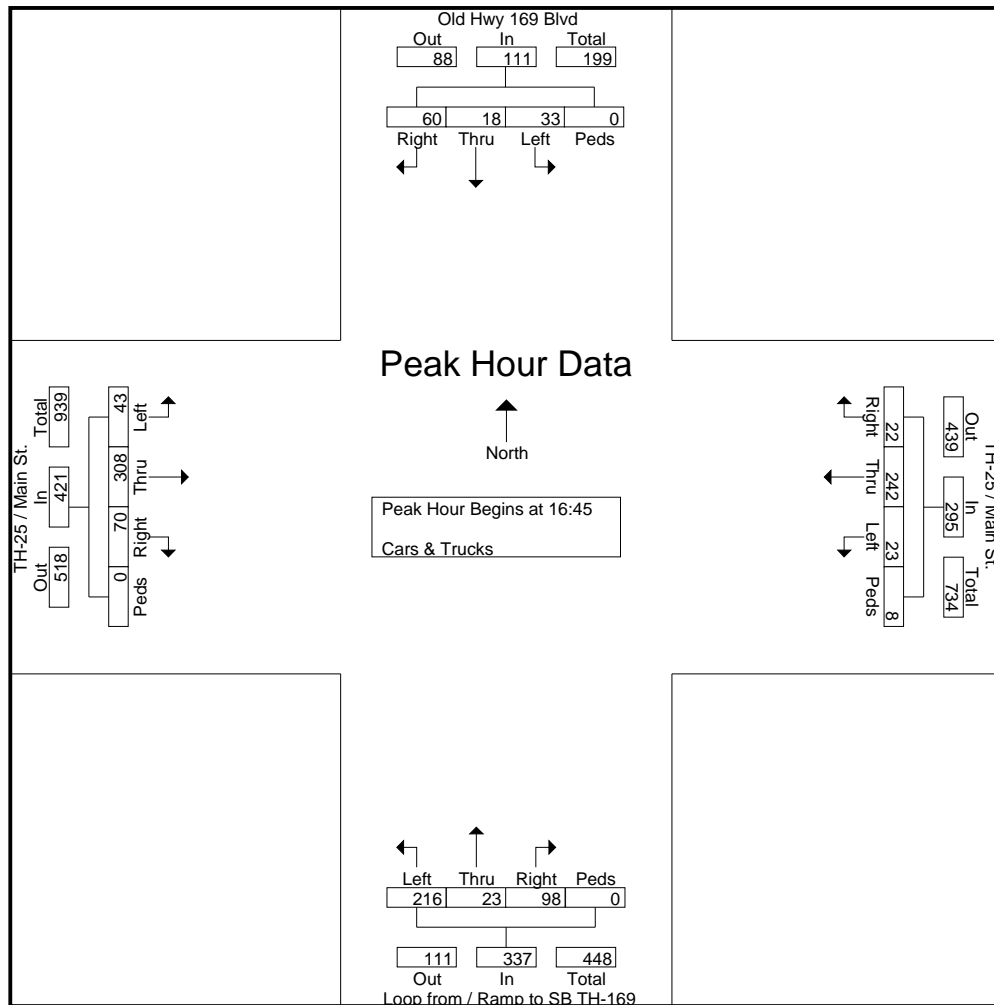 Old Hwy 169 Blvd
Out In Total
88 111 199
60 18 33 0
Right Thru Left Peds
Peak Hour Data
North
Peak Hour Begins at 16:45
Cars & Trucks
TH-25 / Main St.
Total In Out
939 421 518
43 308 70 0
Left Thru Right Peds
TH-25 / Main St.
Out In Total
439 295 734
22 242 23 8
Right Thru Left Peds
Left Thru Right Peds
216 23 98 0
111 337 448
Out In Total
Loop from / Ramp to SB TH-169